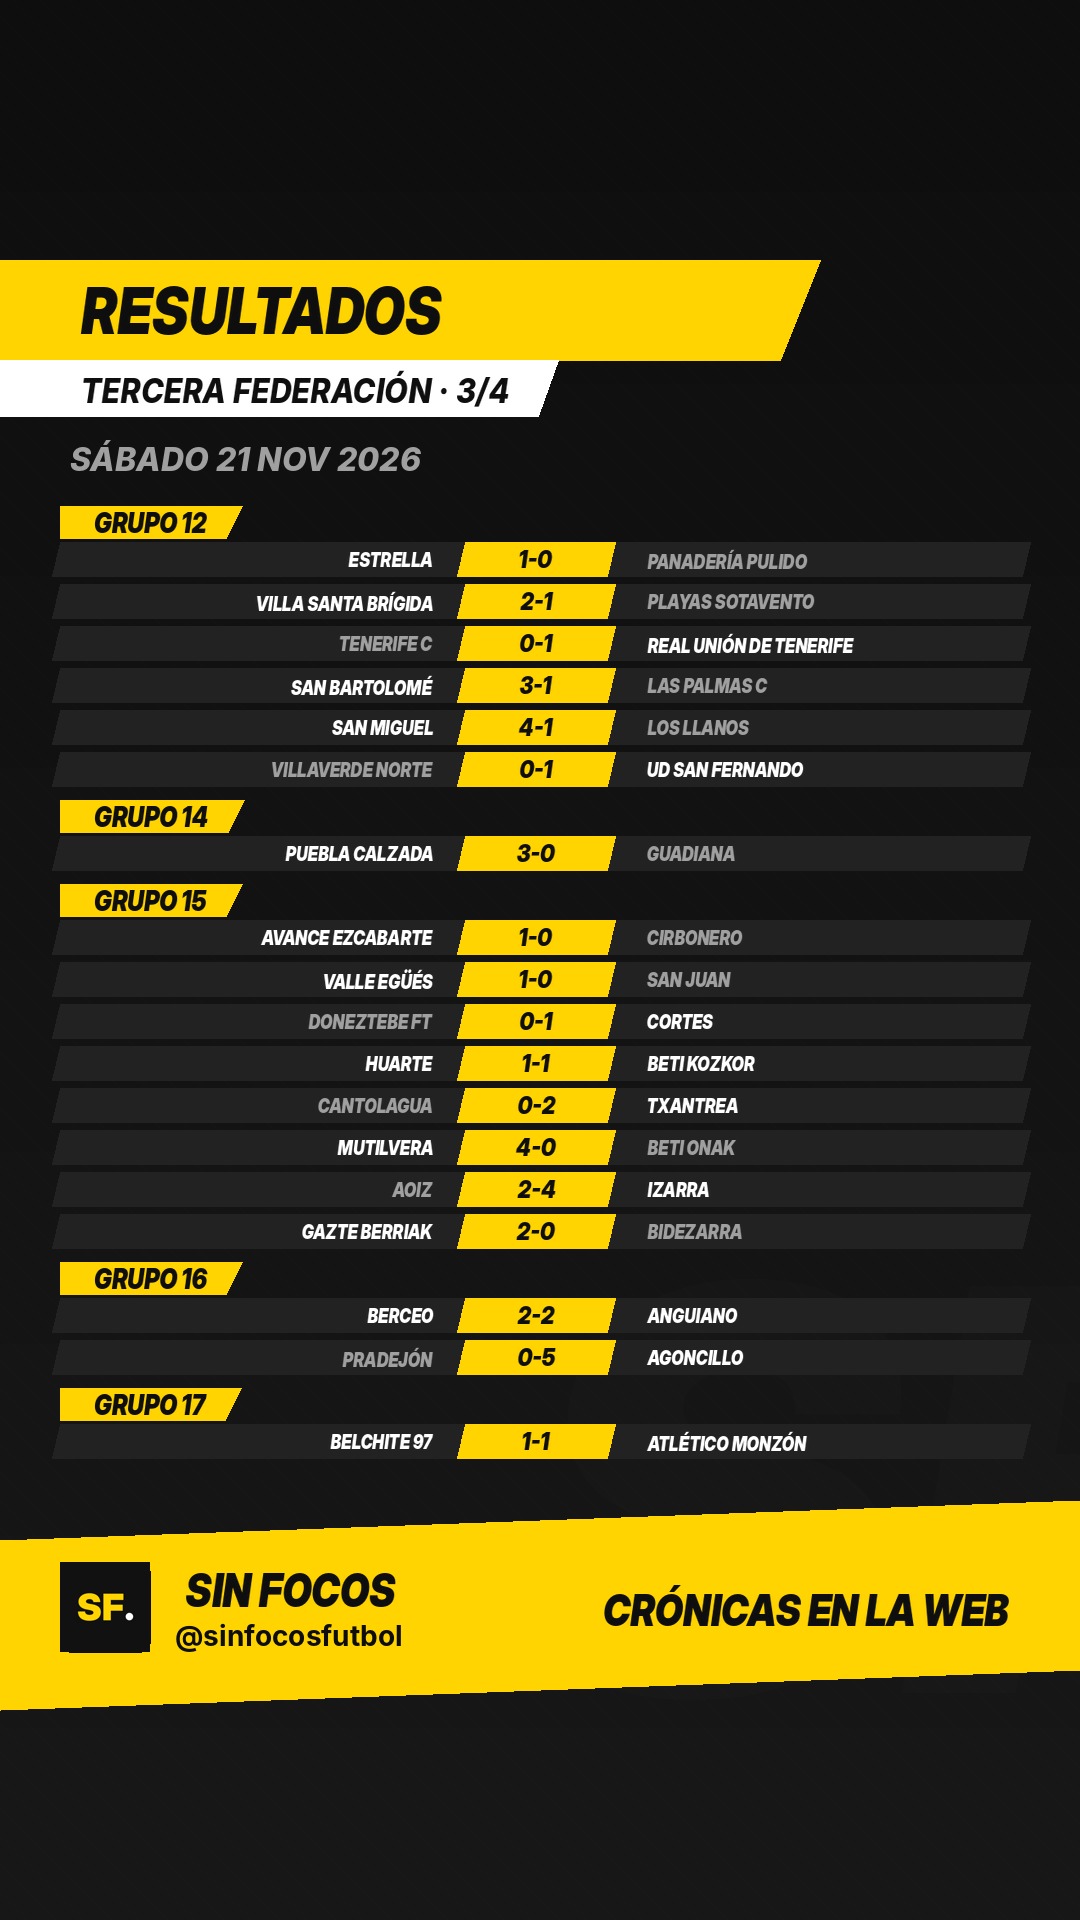 RESULTADOS
TERCERA FEDERACIÓN · 3/4
SÁBADO 21 NOV 2026
GRUPO 12
ESTRELLA 1-0 PANADERÍA PULIDO
VILLA SANTA BRÍGIDA 2-1 PLAYAS SOTAVENTO
TENERIFE C 0-1 REAL UNIÓN DE TENERIFE
SAN BARTOLOMÉ 3-1 LAS PALMAS C
SAN MIGUEL 4-1 LOS LLANOS
VILLAVERDE NORTE 0-1 UD SAN FERNANDO
GRUPO 14
PUEBLA CALZADA 3-0 GUADIANA
GRUPO 15
AVANCE EZCABARTE 1-0 CIRBONERO
VALLE EGÜÉS 1-0 SAN JUAN
DONEZTEBE FT 0-1 CORTES
HUARTE 1-1 BETI KOZKOR
CANTOLAGUA 0-2 TXANTREA
MUTILVERA 4-0 BETI ONAK
AOIZ 2-4 IZARRA
GAZTE BERRIAK 2-0 BIDEZARRA
GRUPO 16
BERCEO 2-2 ANGUIANO
PRADEJÓN 0-5 AGONCILLO
GRUPO 17
BELCHITE 97 1-1 ATLÉTICO MONZÓN
SF.
SIN FOCOS
@sinfocosfutbol
CRÓNICAS EN LA WEB